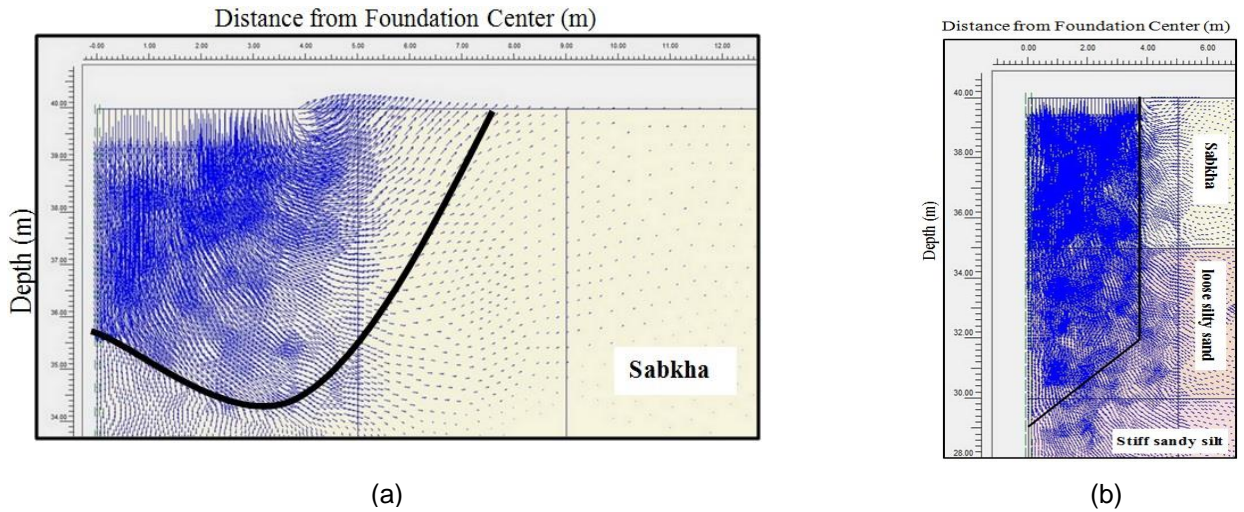 Distance from Foundation Center (m)
-0.00 1.00 2.00 3.00 4.00 5.00 6.00 7.00 8.00 9.00 10.00 11.00 12.00
Depth (m)
40.00
39.00
38.00
37.00
36.00
35.00
34.00
Sabkha
(a)
Distance from Foundation Center (m)
0.00 2.00 4.00 6.00
Depth (m)
40.00
38.00
36.00
34.00
32.00
30.00
28.00
Sabkha
loose silty sand
Stiff sandy silt
(b)